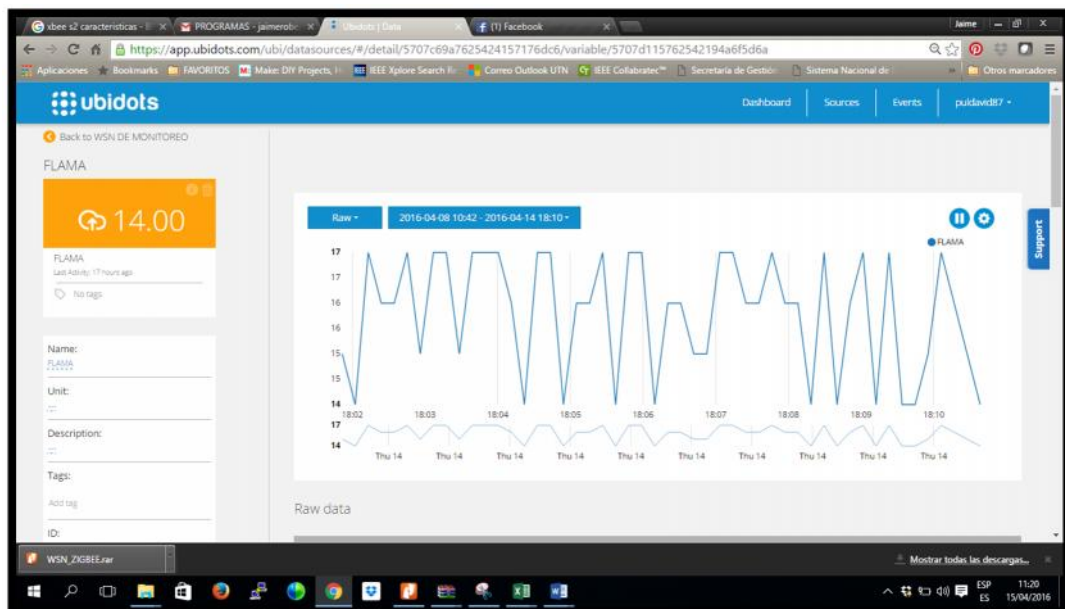 xbee s2 caracteristicas -
PROGRAMAS - jaimerob
Ubidots | Data
(1) Facebook
Jaime
https://app.ubidots.com/ubi/datasources/#/detail/5707c69a7625424157176dc6/variable/5707d115762542194a6f5d6a
Aplicaciones
Bookmarks
FAVORITOS
Make: DIY Projects,
IEEE Xplore Search
Correo Outlook UTN
IEEE Collabratec™
Secretaría de Gestión
Sistema Nacional de
Otros marcadores
ubidots
Dashboard
Sources
Events
puldavid87
Back to WSN DE MONITOREO
FLAMA
14.00
FLAMA
Last Activity: 17 hours ago
No tags
Name:
FLAMA
Unit:
Description:
Tags:
Add tag
ID:
Raw
2016-04-08 10:42 - 2016-04-14 18:10
FLAMA
Support
17
17
16
16
15
15
14
18:02 18:03 18:04 18:05 18:06 18:07 18:08 18:09 18:10
17
14
Thu 14 Thu 14 Thu 14 Thu 14 Thu 14 Thu 14 Thu 14 Thu 14 Thu 14
Raw data
WSN_ZIGBEE.rar
Mostrar todas las descargas...
ESP
ES
11:20
15/04/2016